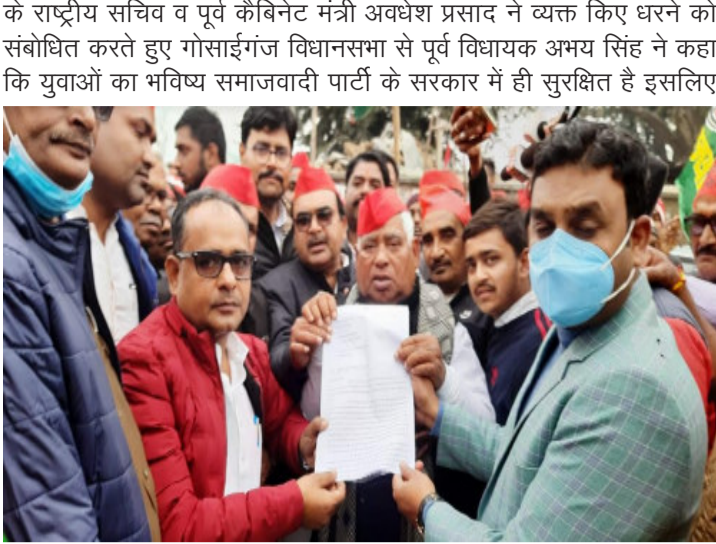 के राष्ट्रीय सचिव व पूर्व कैबिनेट मंत्री अवधेश प्रसाद ने व्यक्त किए धरने को
संबोधित करते हुए गोसाईगंज विधानसभा से पूर्व विधायक अभय सिंह ने कहा
कि युवाओं का भविष्य समाजवादी पार्टी के सरकार में ही सुरक्षित है इसलिए